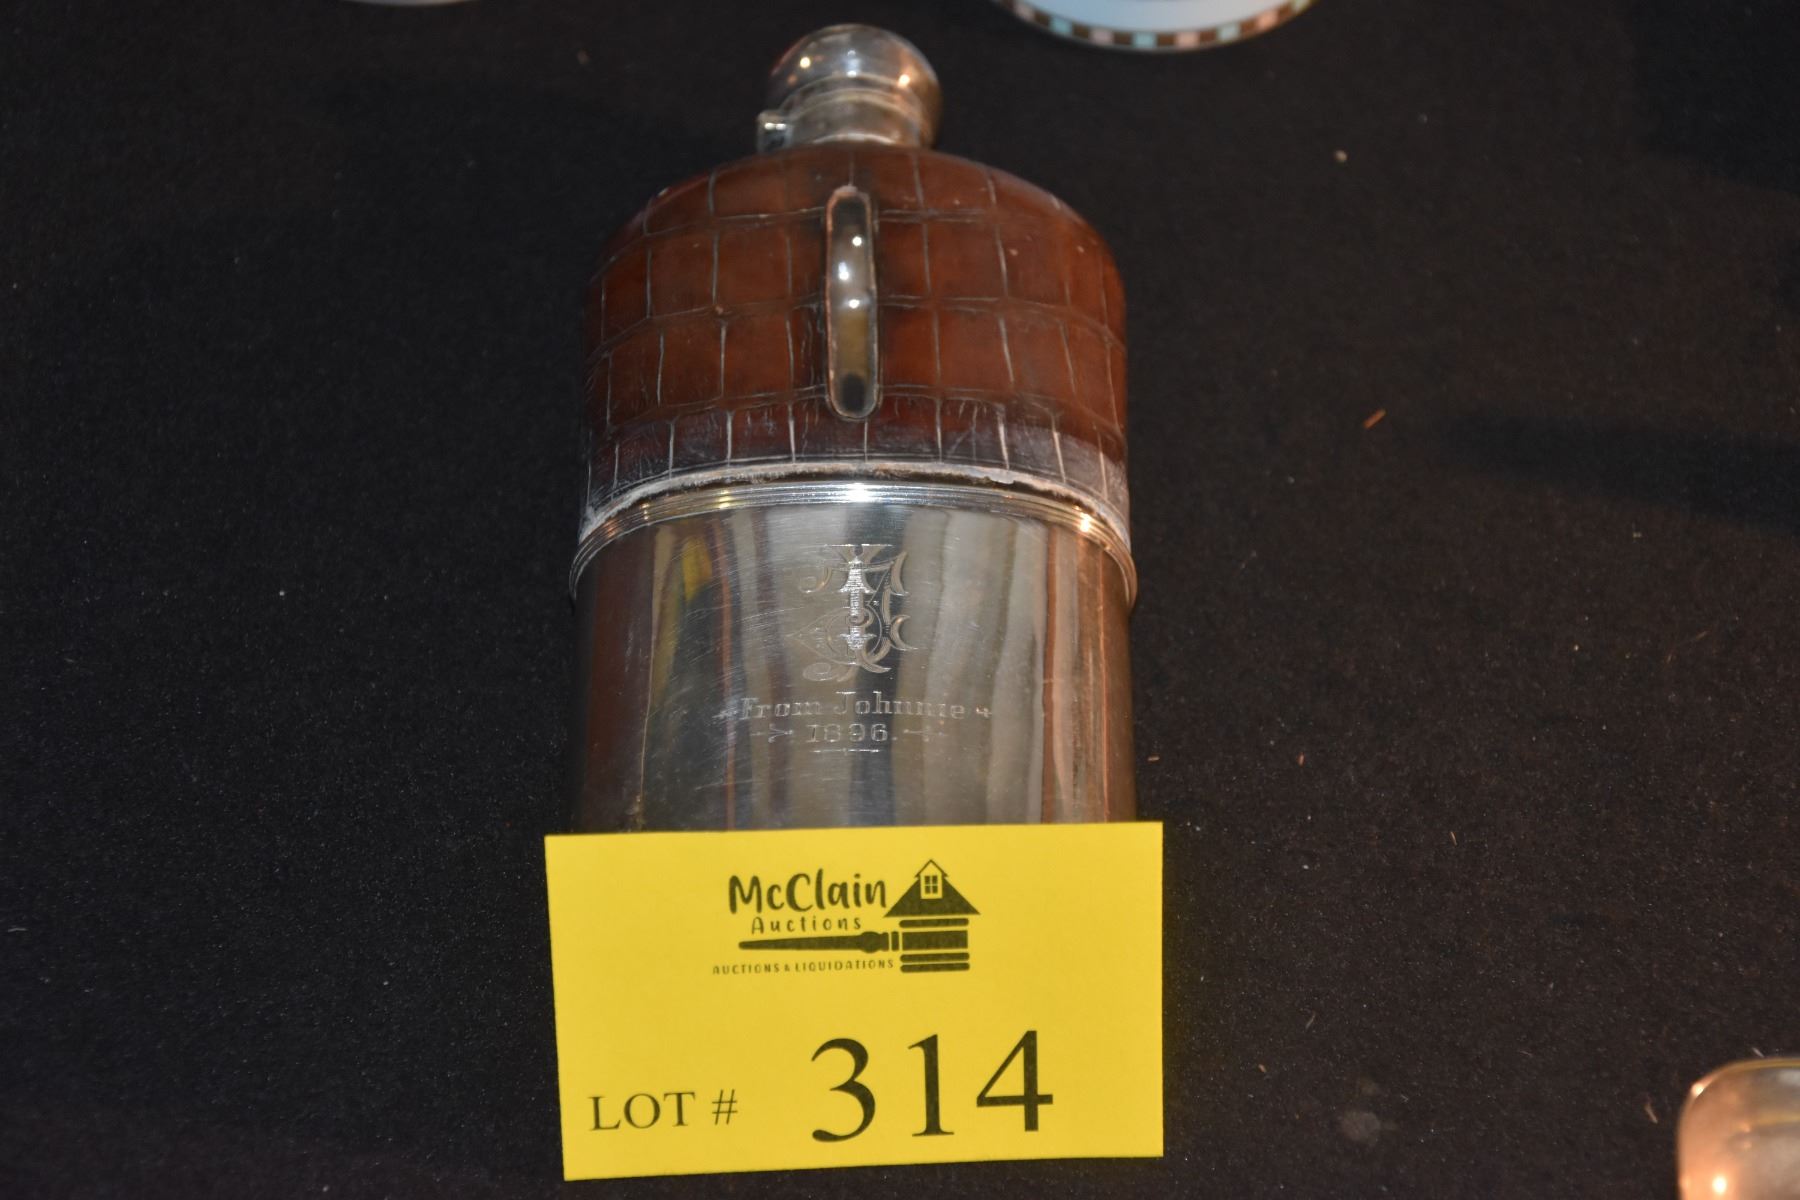 From Johnnie
1896.
McClain
Auctions
AUCTIONS & LIQUIDATIONS
LOT # 314